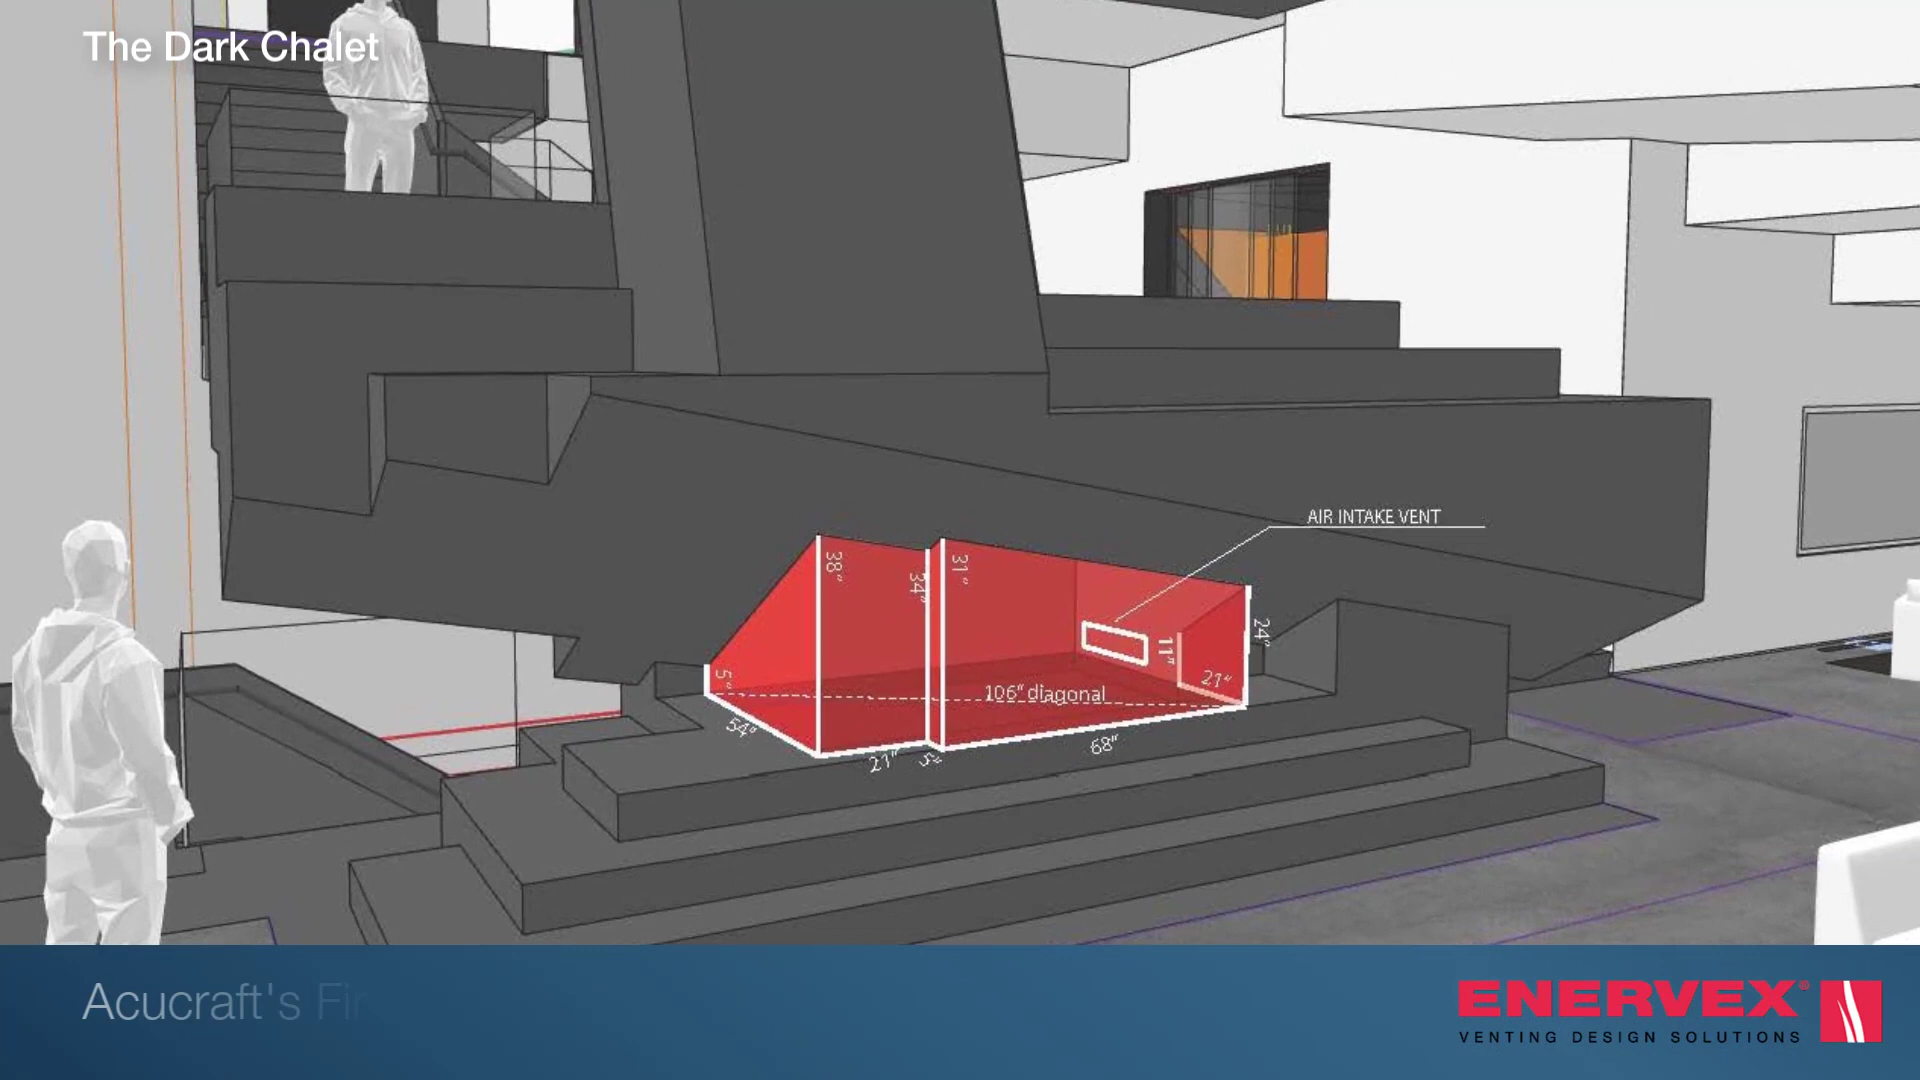 The Dark Chalet
AIR INTAKE VENT
38"
34"
31"
24"
11"
5"
21"
106" diagonal
54"
21"
5"
68"
Acucraft's Fir
ENERVEX®
VENTING DESIGN SOLUTIONS